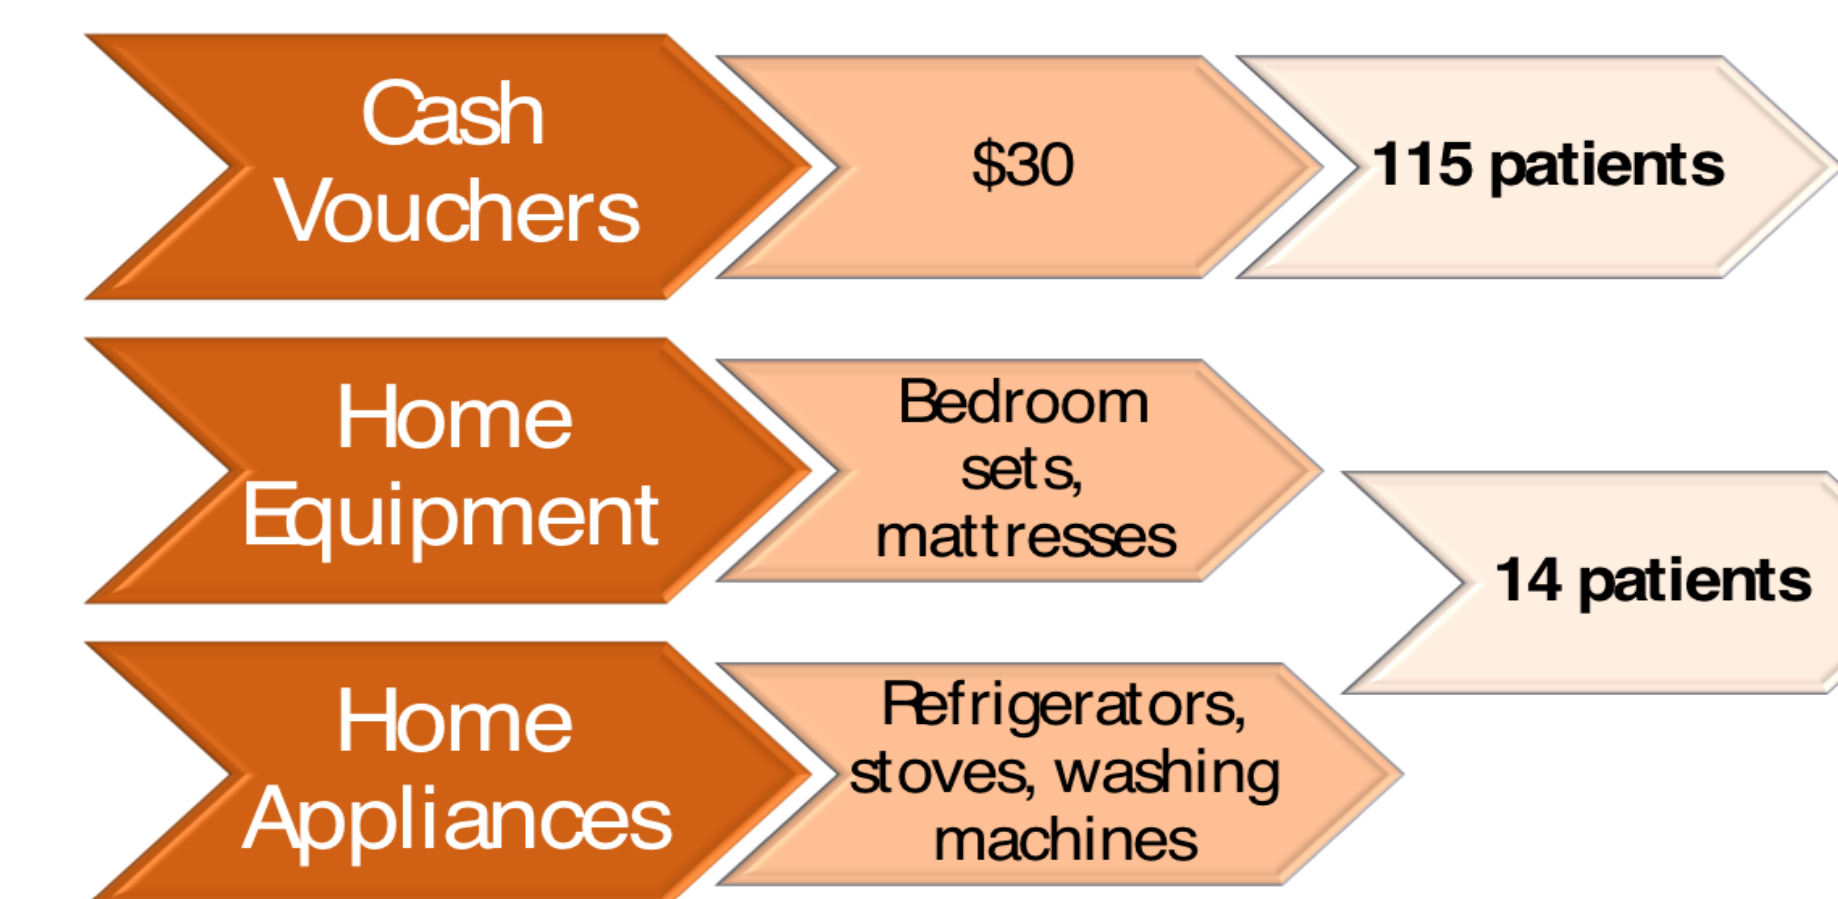 Cash
Vouchers
$30
115 patients
Home
Equipment
Bedroom
sets,
mattresses
14 patients
Home
Appliances
Refrigerators,
stoves, washing
machines